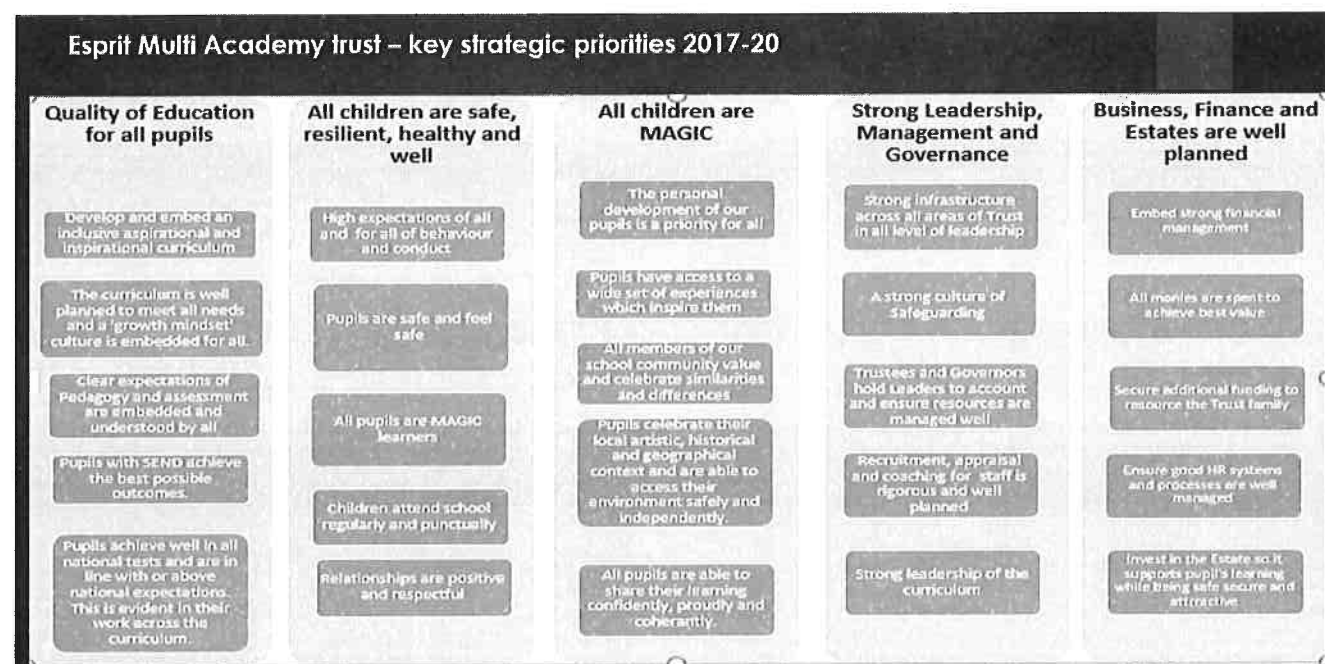 Esprit Multi Academy trust – key strategic priorities 2017-20
Quality of Education
for all pupils
Develop and embed an
inclusive aspirational and
inspirational curriculum
The curriculum is well
planned to meet all needs
and a 'growth mindset'
culture is embedded for all.
Clear expectations of
Pedagogy and assessment
are embedded and
understood by all
Pupils with SEND achieve
the best possible
outcomes.
Pupils achieve well in all
national tests and are in
line with or above
national expectations.
This is evident in their
work across the
curriculum.
All children are safe,
resilient, healthy and
well
High expectations of all
and for all of behaviour
and conduct
Pupils are safe and feel
safe
All pupils are MAGIC
learners
Children attend school
regularly and punctually
Relationships are positive
and respectful
All children are
MAGIC
The personal
development of our
pupils is a priority for all
Pupils have access to a
wide set of experiences
which inspire them
All members of our
school community value
and celebrate similarities
and differences
Pupils celebrate their
local artistic, historical
and geographical
context and are able to
access their
environment safely and
independently.
All pupils are able to
share their learning
confidently, proudly and
coherantly.
Strong Leadership,
Management and
Governance
Strong infrastructure
across all areas of Trust
in all level of leadership
A strong culture of
Safeguarding
Trustees and Governors
hold Leaders to account
and ensure resources are
managed well
Recruitment, appraisal
and coaching for staff is
rigorous and well
planned
Strong leadership of the
curriculum
Business, Finance and
Estates are well
planned
Embed strong financial
management
All monies are spent to
achieve best value
Secure additional funding to
resource the Trust family
Ensure good HR systems
and processes are well
managed
Invest in the Estate so it
supports pupil's learning
while being safe secure and
attractive